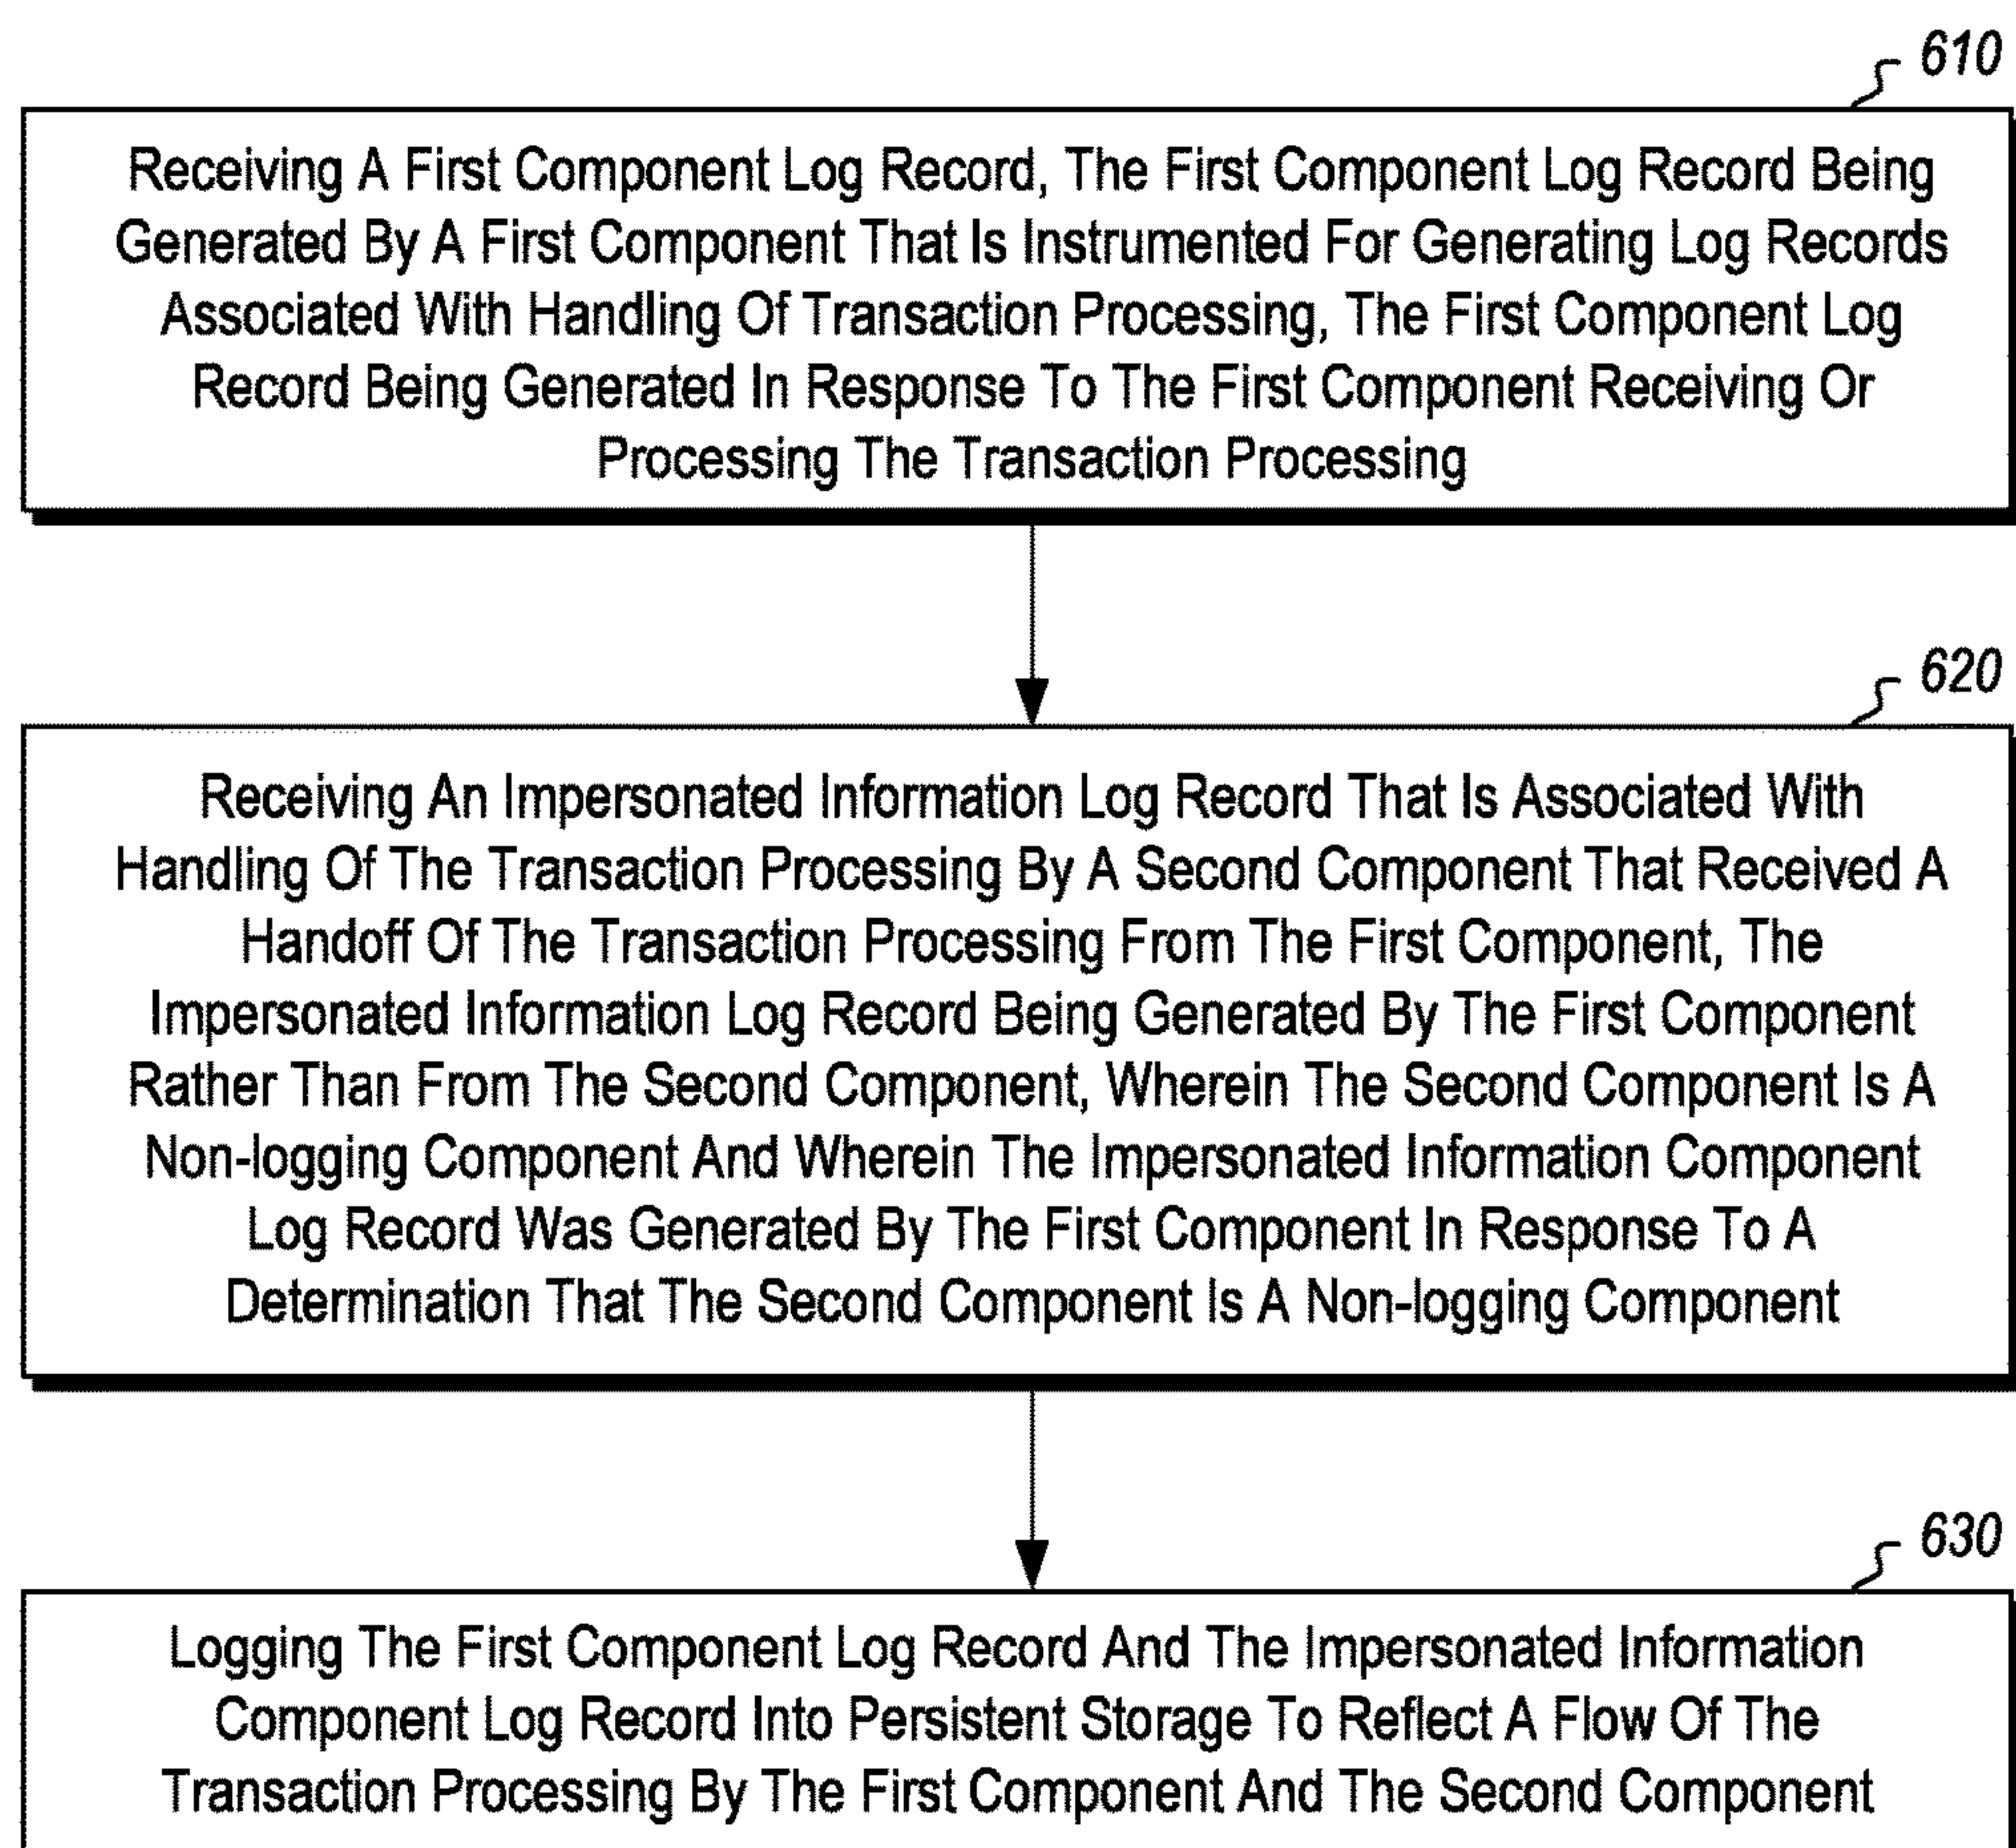 610
Receiving A First Component Log Record, The First Component Log Record Being
Generated By A First Component That Is Instrumented For Generating Log Records
Associated With Handling Of Transaction Processing, The First Component Log
Record Being Generated In Response To The First Component Receiving Or
Processing The Transaction Processing
620
Receiving An Impersonated Information Log Record That Is Associated With
Handling Of The Transaction Processing By A Second Component That Received A
Handoff Of The Transaction Processing From The First Component, The
Impersonated Information Log Record Being Generated By The First Component
Rather Than From The Second Component, Wherein The Second Component Is A
Non-logging Component And Wherein The Impersonated Information Component
Log Record Was Generated By The First Component In Response To A
Determination That The Second Component Is A Non-logging Component
630
Logging The First Component Log Record And The Impersonated Information
Component Log Record Into Persistent Storage To Reflect A Flow Of The
Transaction Processing By The First Component And The Second Component